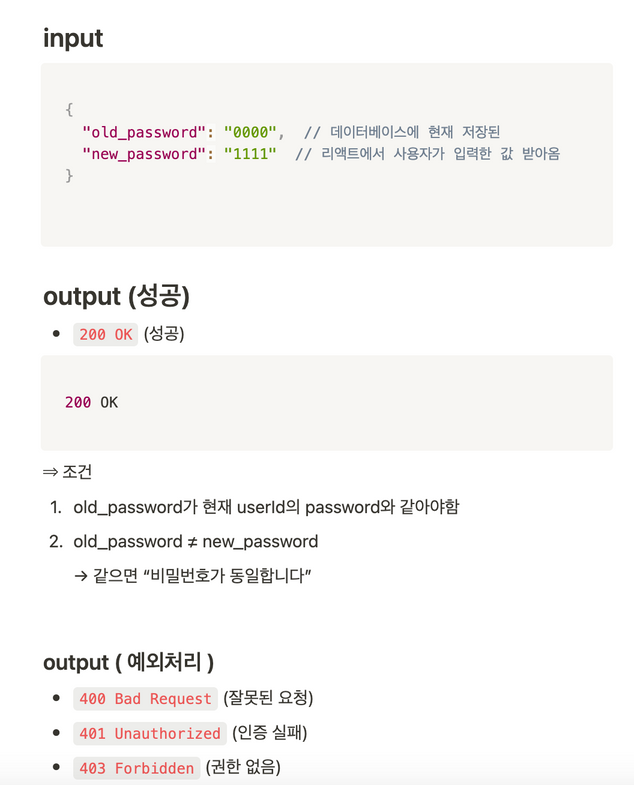 input
{
"old_password": "0000",  // 데이터베이스에 현재 저장된
"new_password": "1111"  // 리액트에서 사용자가 입력한 값 받아옴
}
output (성공)
• 200 OK (성공)
200 OK
⇒ 조건
1. old_password가 현재 userId의 password와 같아야함
2. old_password ≠ new_password
→ 같으면 “비밀번호가 동일합니다”
output ( 예외처리 )
• 400 Bad Request (잘못된 요청)
• 401 Unauthorized (인증 실패)
• 403 Forbidden (권한 없음)